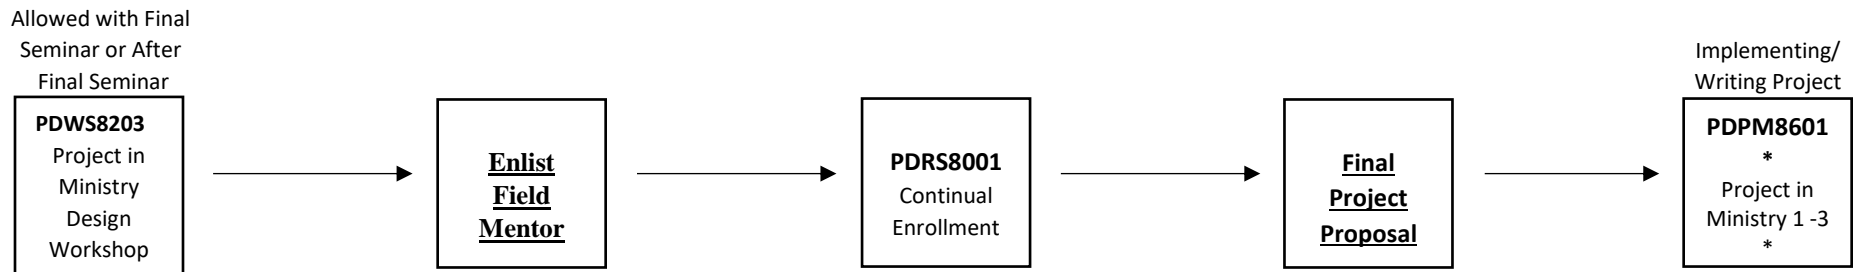 Allowed with Final
Seminar or After
Final Seminar
PDWS8203
Project in
Ministry
Design
Workshop
Enlist
Field
Mentor
PDRS8001
Continual
Enrollment
Final
Project
Proposal
Implementing/
Writing Project
PDPM8601
*
Project in
Ministry 1 -3
*